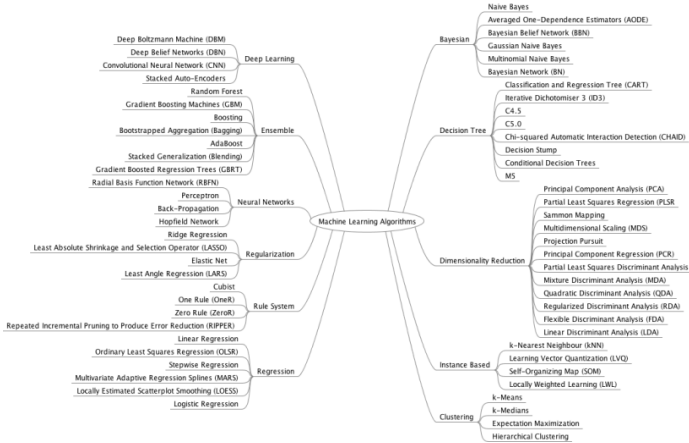 Machine Learning Algorithms
Deep Learning
Deep Boltzmann Machine (DBM)
Deep Belief Networks (DBN)
Convolutional Neural Network (CNN)
Stacked Auto-Encoders
Ensemble
Random Forest
Gradient Boosting Machines (GBM)
Boosting
Bootstrapped Aggregation (Bagging)
AdaBoost
Stacked Generalization (Blending)
Gradient Boosted Regression Trees (GBRT)
Neural Networks
Radial Basis Function Network (RBFN)
Perceptron
Back-Propagation
Hopfield Network
Regularization
Ridge Regression
Least Absolute Shrinkage and Selection Operator (LASSO)
Elastic Net
Least Angle Regression (LARS)
Rule System
Cubist
One Rule (OneR)
Zero Rule (ZeroR)
Repeated Incremental Pruning to Produce Error Reduction (RIPPER)
Regression
Linear Regression
Ordinary Least Squares Regression (OLSR)
Stepwise Regression
Multivariate Adaptive Regression Splines (MARS)
Locally Estimated Scatterplot Smoothing (LOESS)
Logistic Regression
Bayesian
Naive Bayes
Averaged One-Dependence Estimators (AODE)
Bayesian Belief Network (BBN)
Gaussian Naive Bayes
Multinomial Naive Bayes
Bayesian Network (BN)
Decision Tree
Classification and Regression Tree (CART)
Iterative Dichotomiser 3 (ID3)
C4.5
C5.0
Chi-squared Automatic Interaction Detection (CHAID)
Decision Stump
Conditional Decision Trees
M5
Dimensionality Reduction
Principal Component Analysis (PCA)
Partial Least Squares Regression (PLSR
Sammon Mapping
Multidimensional Scaling (MDS)
Projection Pursuit
Principal Component Regression (PCR)
Partial Least Squares Discriminant Analysis
Mixture Discriminant Analysis (MDA)
Quadratic Discriminant Analysis (QDA)
Regularized Discriminant Analysis (RDA)
Flexible Discriminant Analysis (FDA)
Linear Discriminant Analysis (LDA)
Instance Based
k-Nearest Neighbour (kNN)
Learning Vector Quantization (LVQ)
Self-Organizing Map (SOM)
Locally Weighted Learning (LWL)
Clustering
k-Means
k-Medians
Expectation Maximization
Hierarchical Clustering